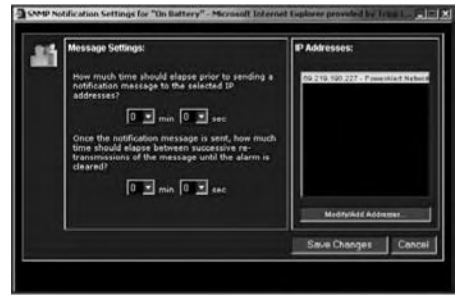 SNMP Notification Settings for "On Battery" - Microsoft Internet Explorer provided by Tripp L...
Message Settings:
How much time should elapse prior to sending a
notification message to the selected IP
addresses?
0 min 0 sec
Once the notification message is sent, how much
time should elapse between successive re-
transmissions of the message until the alarm is
cleared?
0 min 0 sec
IP Addresses:
Modify/Add Addresses...
Save Changes Cancel